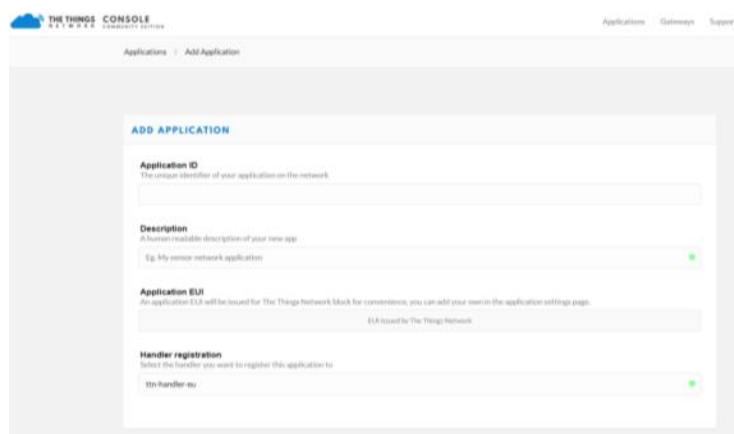 THE THINGS NETWORK CONSOLE COMMUNITY EDITION
Applications Gateways Suppor
Applications Add Application
ADD APPLICATION
Application ID
The unique identifier of your application on the network
Description
A human readable description of your new app
Eg. My sensor network application
Application EUI
An application EUI will be issued for The Things Network block for convenience, you can add your own in the application settings page.
EUI issued by The Things Network
Handler registration
Select the handler you want to register this application to
ttn-handler-eu